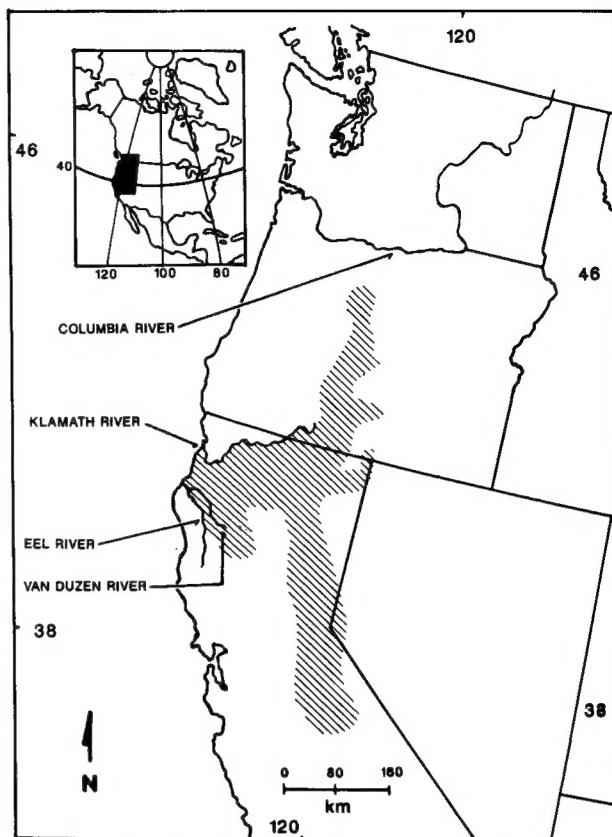 120
46
40
120 100 80
46
COLUMBIA RIVER
KLAMATH RIVER
EEL RIVER
VAN DUZEN RIVER
38
38
N
0 80 160
km
120